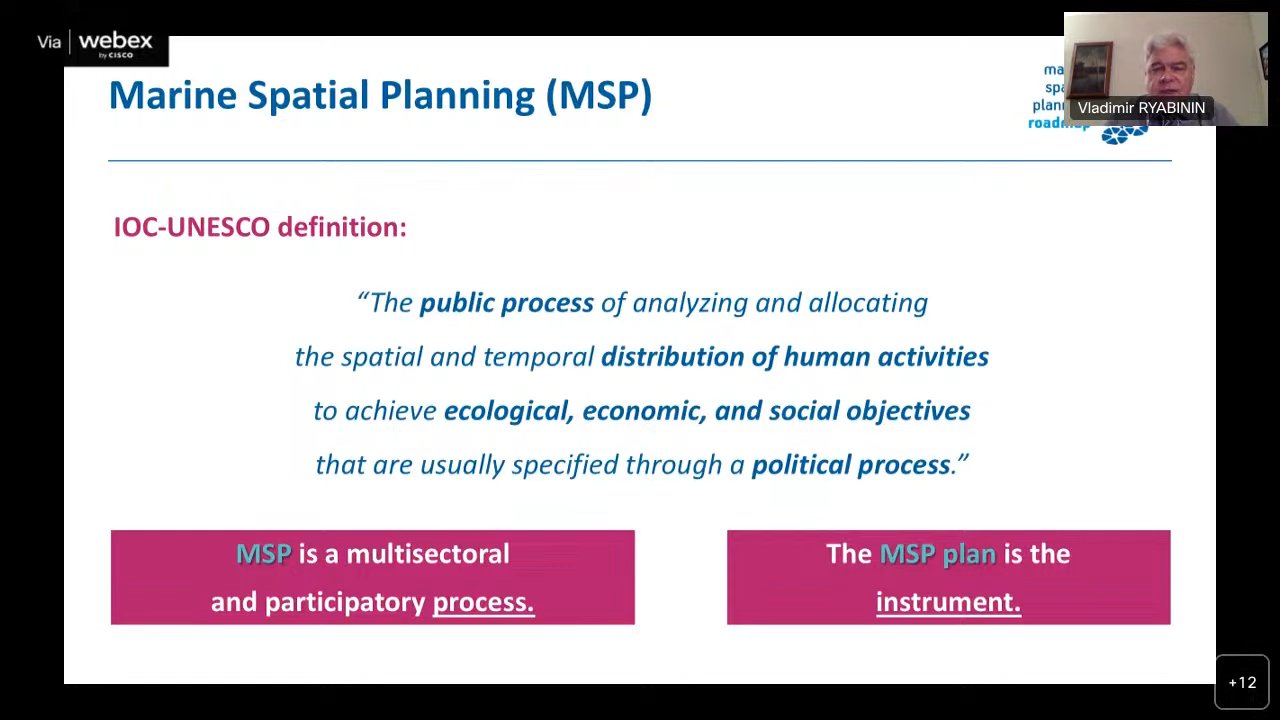 Via webex
by CISCO
Marine Spatial Planning (MSP)
roadmap
Vladimir RYABININ
IOC-UNESCO definition:
“The public process of analyzing and allocating
the spatial and temporal distribution of human activities
to achieve ecological, economic, and social objectives
that are usually specified through a political process.”
MSP is a multisectoral
and participatory process.
The MSP plan is the
instrument.
+12